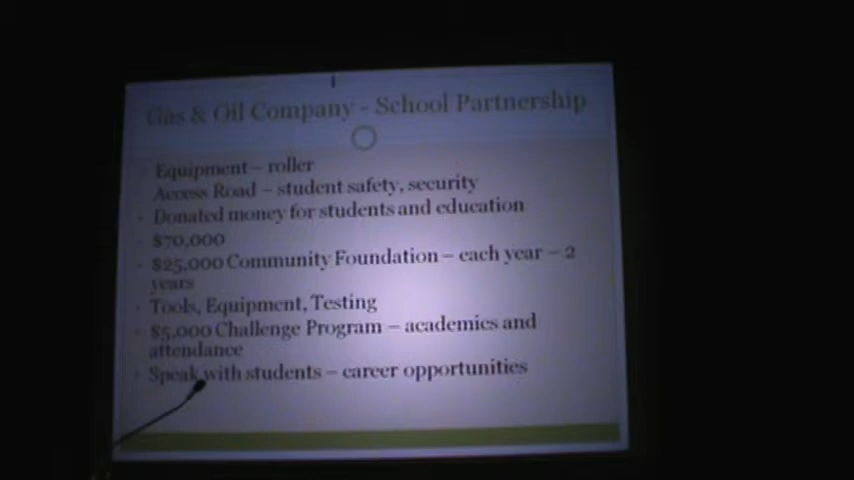 Gas & Oil Company - School Partnership
Equipment – roller
Access Road – student safety, security
Donated money for students and education
$70,000
$25,000 Community Foundation – each year – 2
years
Tools, Equipment, Testing
$5,000 Challenge Program – academics and
attendance
Speak with students – career opportunities